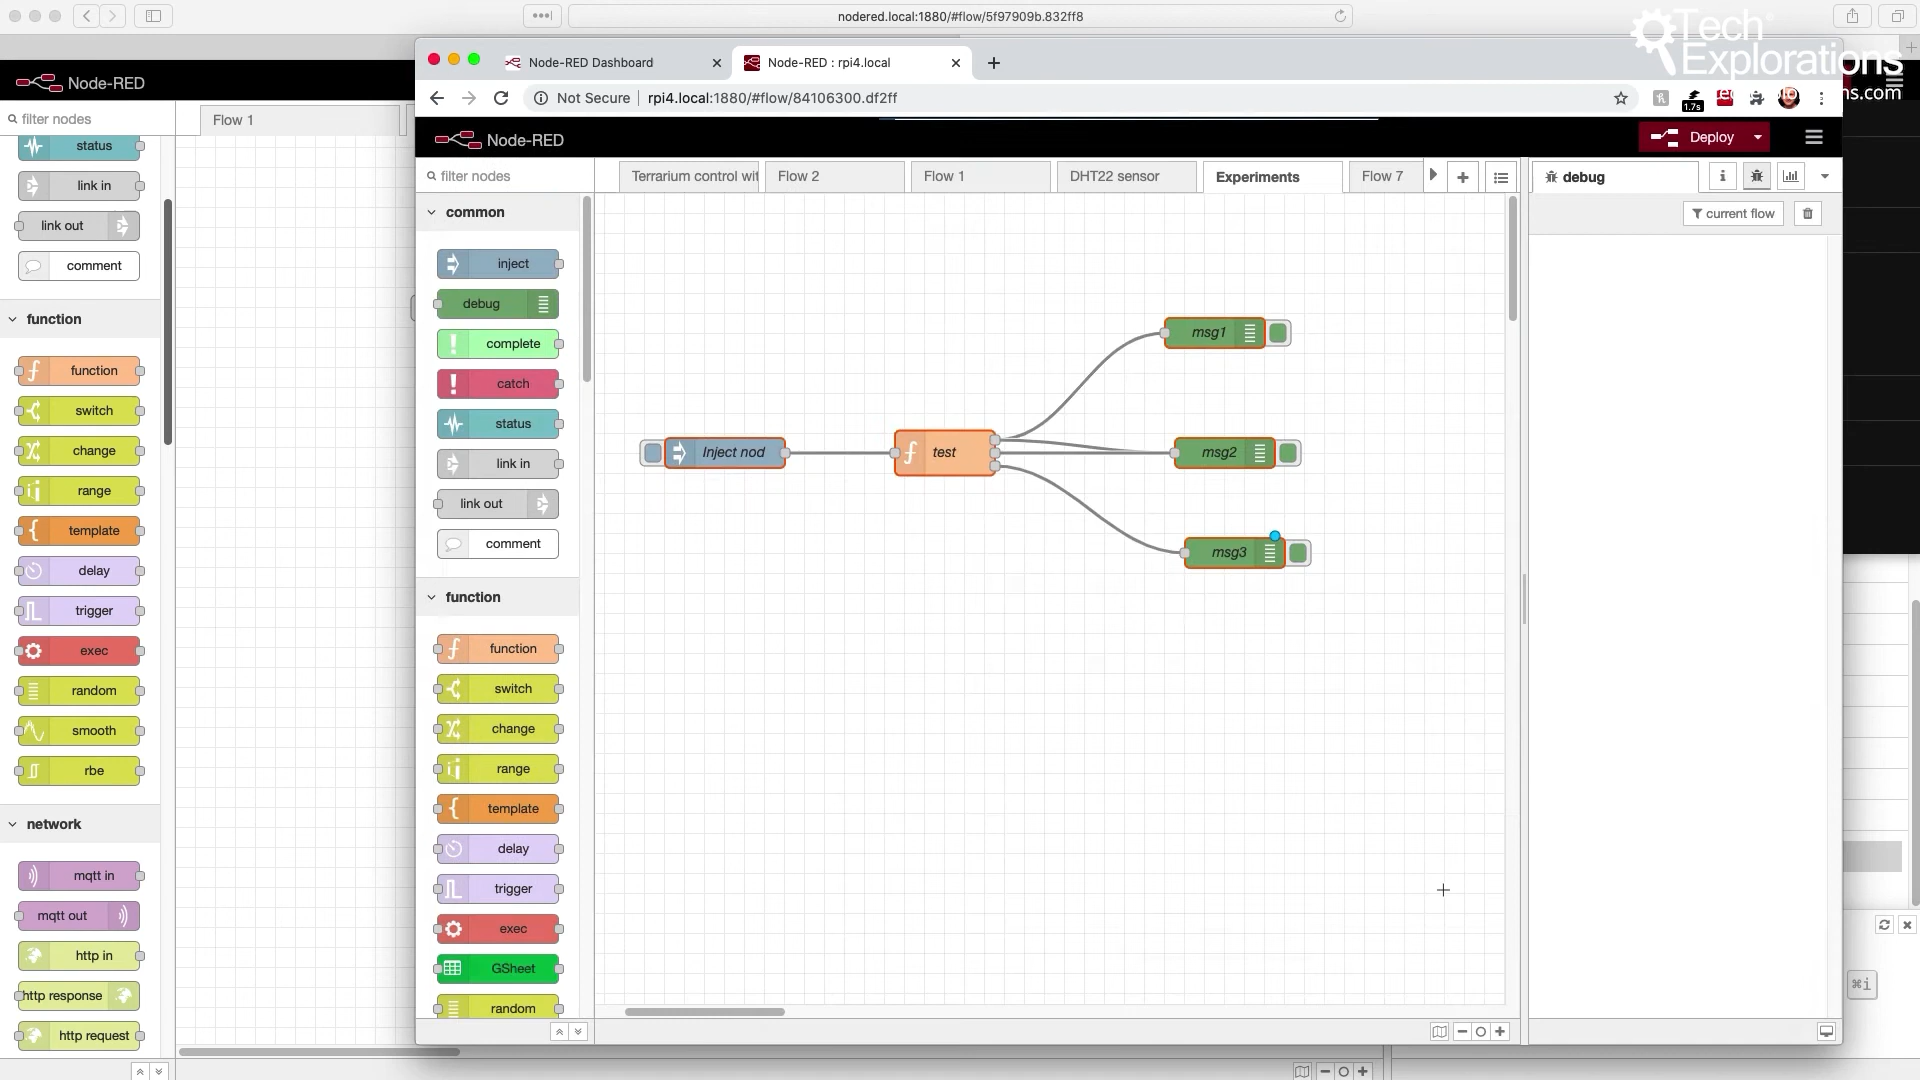 nodered.local:1880/#flow/5f97909b.832ff8
Tech
Explorations
Node-RED
filter nodes
Flow 1
status
link in
link out
comment
function
function
switch
change
range
template
delay
trigger
exec
random
smooth
rbe
network
mqtt in
mqtt out
http in
http response
http request
Node-RED Dashboard
Node-RED : rpi4.local
Not Secure
rpi4.local:1880/#flow/84106300.df2ff
1.7s
Node-RED
Deploy
filter nodes
Terrarium control wit
Flow 2
Flow 1
DHT22 sensor
Experiments
Flow 7
debug
current flow
common
inject
debug
complete
catch
status
link in
link out
comment
function
function
switch
change
range
template
delay
trigger
exec
GSheet
random
Inject nod
test
msg1
msg2
msg3
⌘i